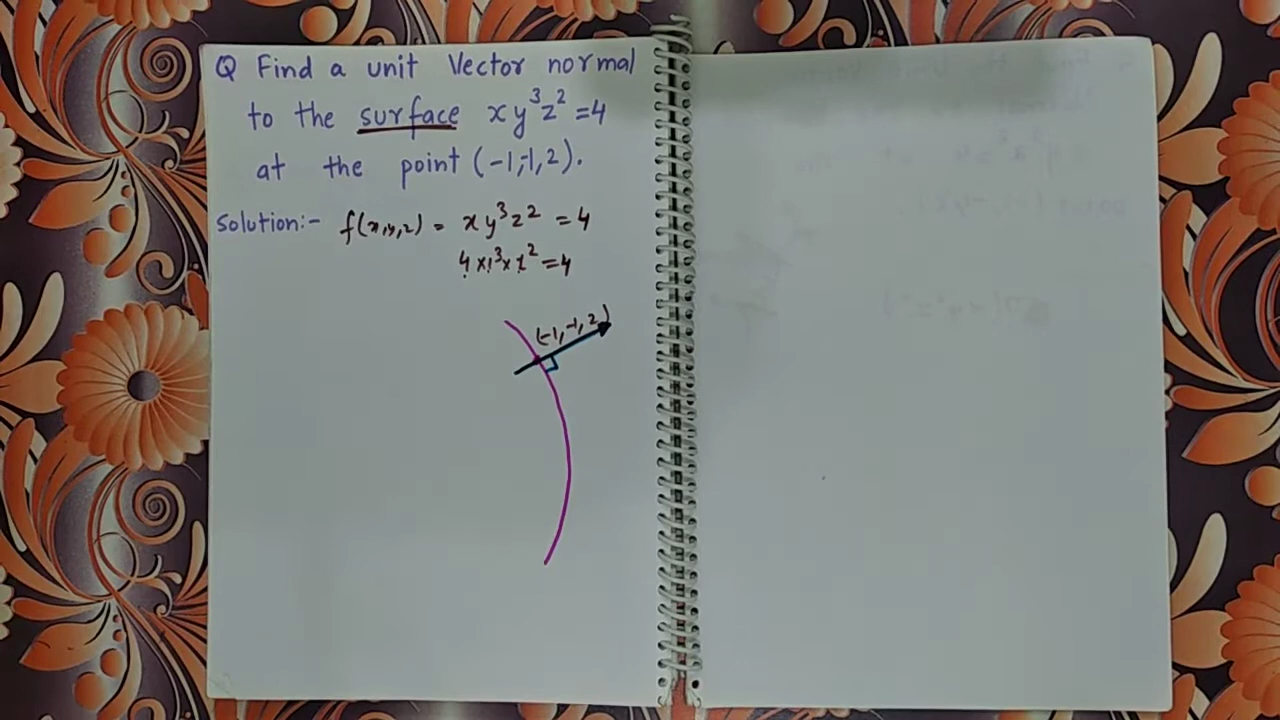 Q Find a unit Vector normal
to the surface xy³z² = 4
at the point (-1,-1,2).
Solution:- f(x,y,z) = xy³z² = 4
4×1³×1² = 4
(-1,-1,2)